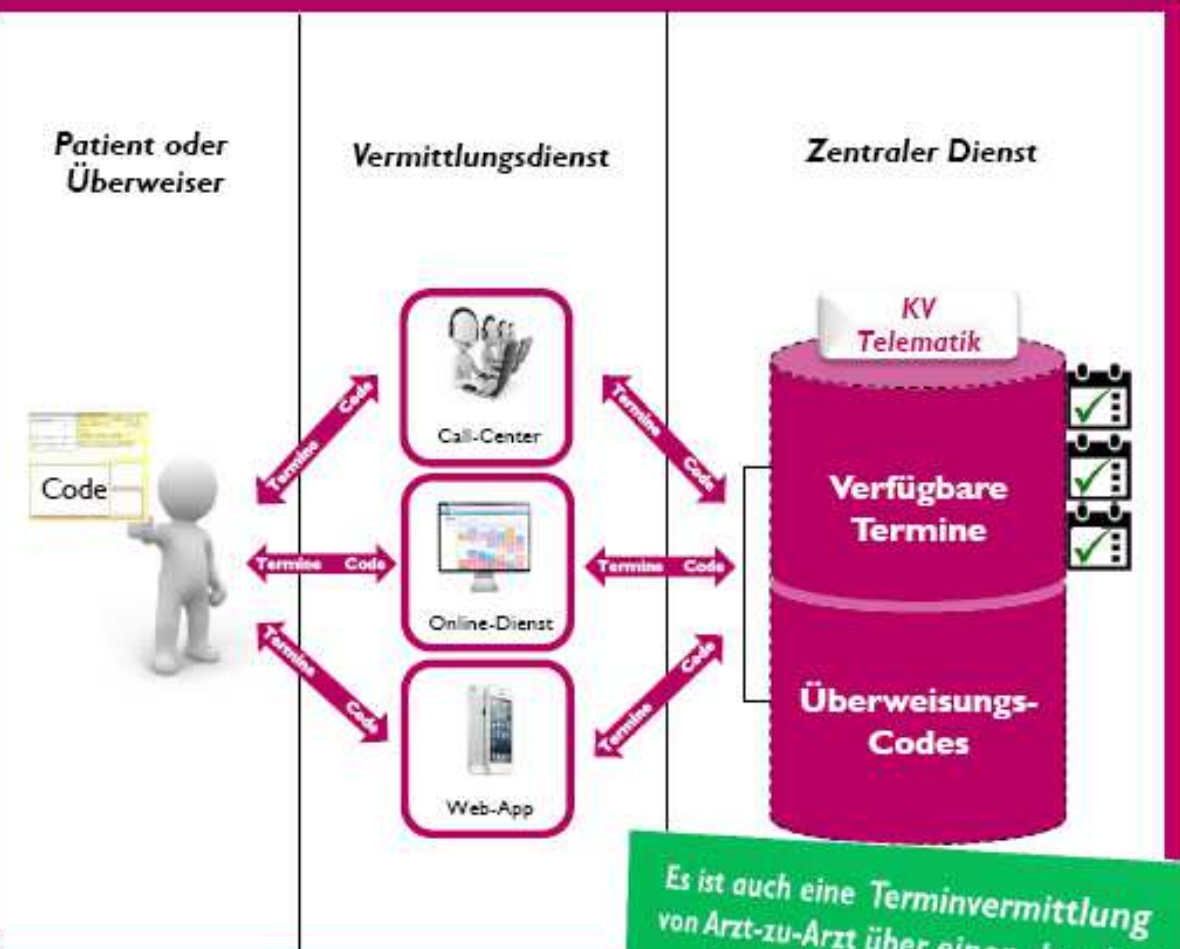 Patient oder
Überweiser
Vermittlungsdienst
Zentraler Dienst
KV
Telematik
Code
Termine Code
Termine Code
Call-Center
Verfügbare
Termine
Termine Code
Termine Code
Online-Dienst
Termine Code
Termine Code
Web-App
Überweisungs-
Codes
Es ist auch eine Terminvermittlung
von Arzt-zu-Arzt über